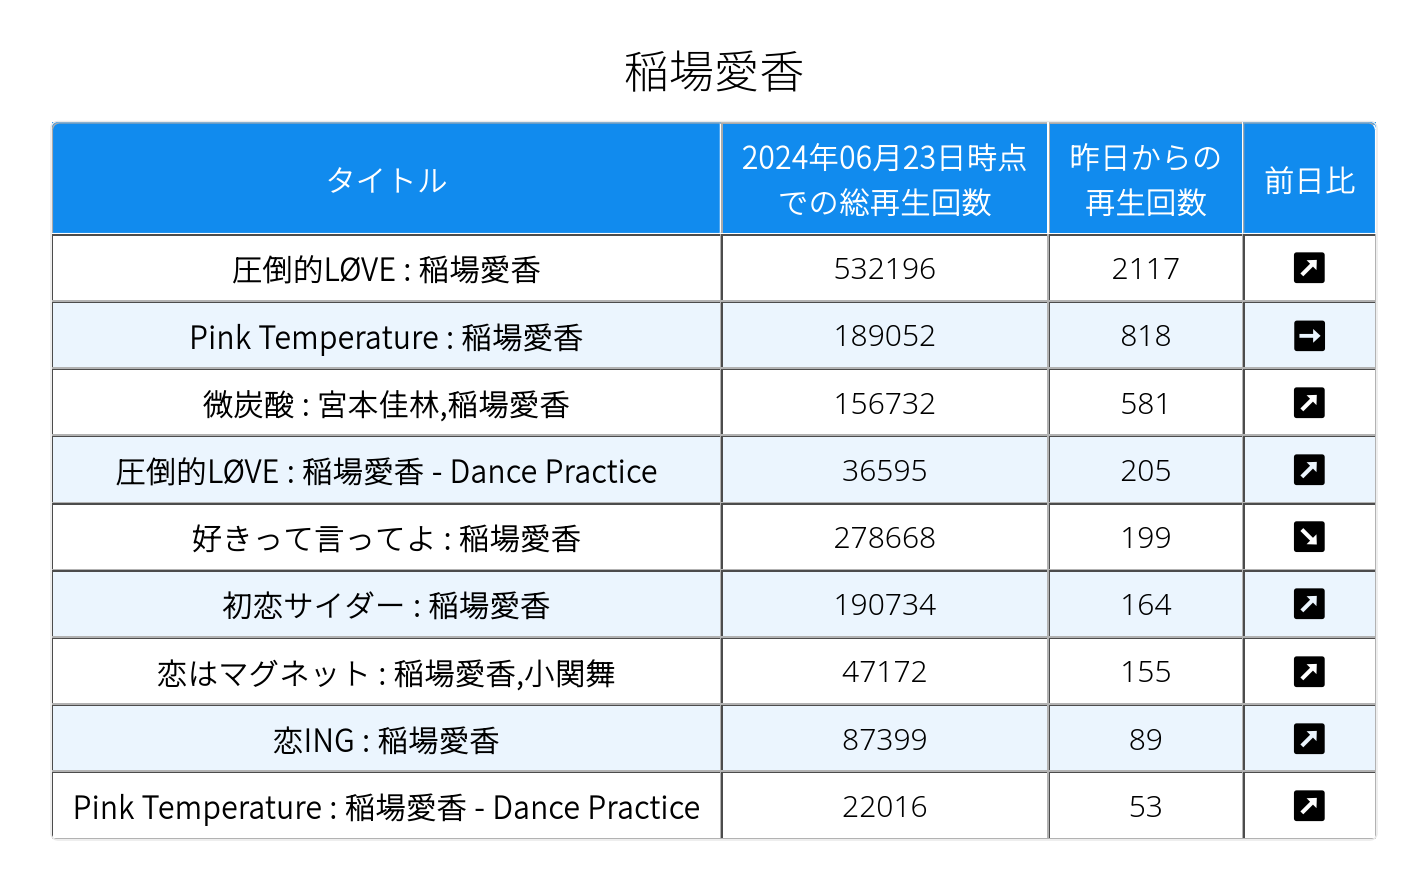 稲場愛香
タイトル 2024年06月23日時点での総再生回数 昨日からの再生回数 前日比
圧倒的LØVE : 稲場愛香 532196 2117 ↗
Pink Temperature : 稲場愛香 189052 818 →
微炭酸 : 宮本佳林,稲場愛香 156732 581 ↗
圧倒的LØVE : 稲場愛香 - Dance Practice 36595 205 ↗
好きって言ってよ : 稲場愛香 278668 199 ↘
初恋サイダー : 稲場愛香 190734 164 ↗
恋はマグネット : 稲場愛香,小関舞 47172 155 ↗
恋ING : 稲場愛香 87399 89 ↗
Pink Temperature : 稲場愛香 - Dance Practice 22016 53 ↗